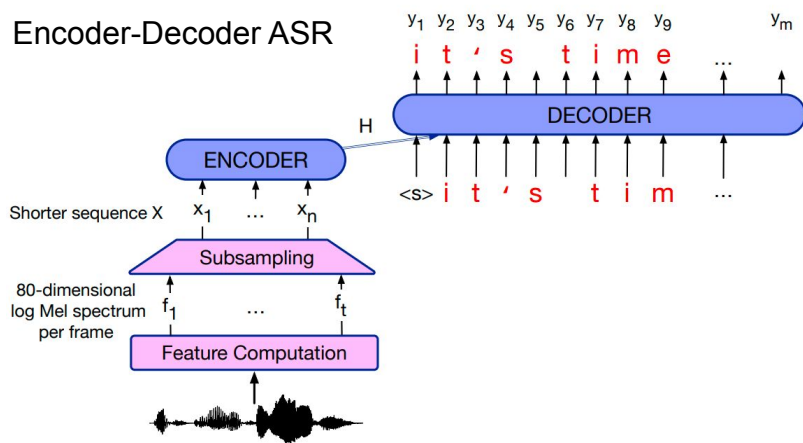 Encoder-Decoder ASR
y1 y2 y3 y4 y5 y6 y7 y8 y9 ym
i t ‘ s t i m e ...
DECODER
H
ENCODER
<s> i t ‘ s t i m ...
Shorter sequence X x1 ... xn
Subsampling
80-dimensional
log Mel spectrum
per frame
f1 ... ft
Feature Computation